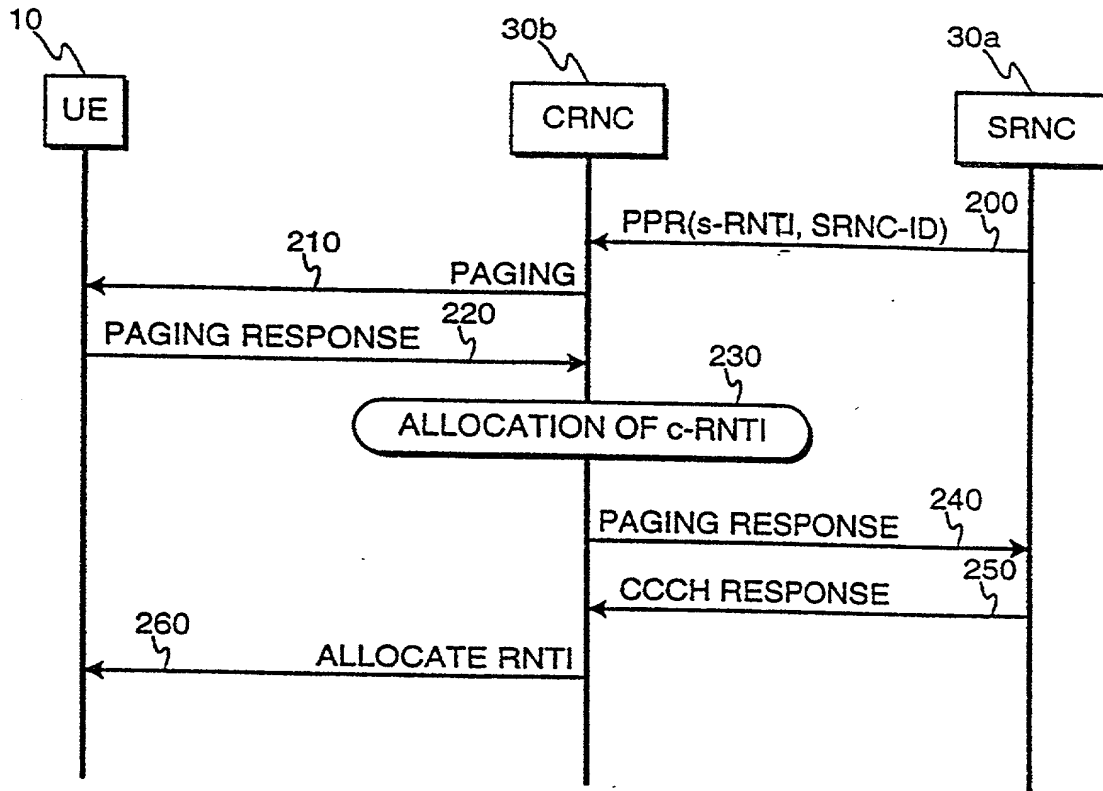 10
30b
30a
UE
CRNC
SRNC
PPR(s-RNTI, SRNC-ID)
200
210
PAGING
PAGING RESPONSE
220
230
ALLOCATION OF c-RNTI
PAGING RESPONSE
240
CCCH RESPONSE
250
260
ALLOCATE RNTI